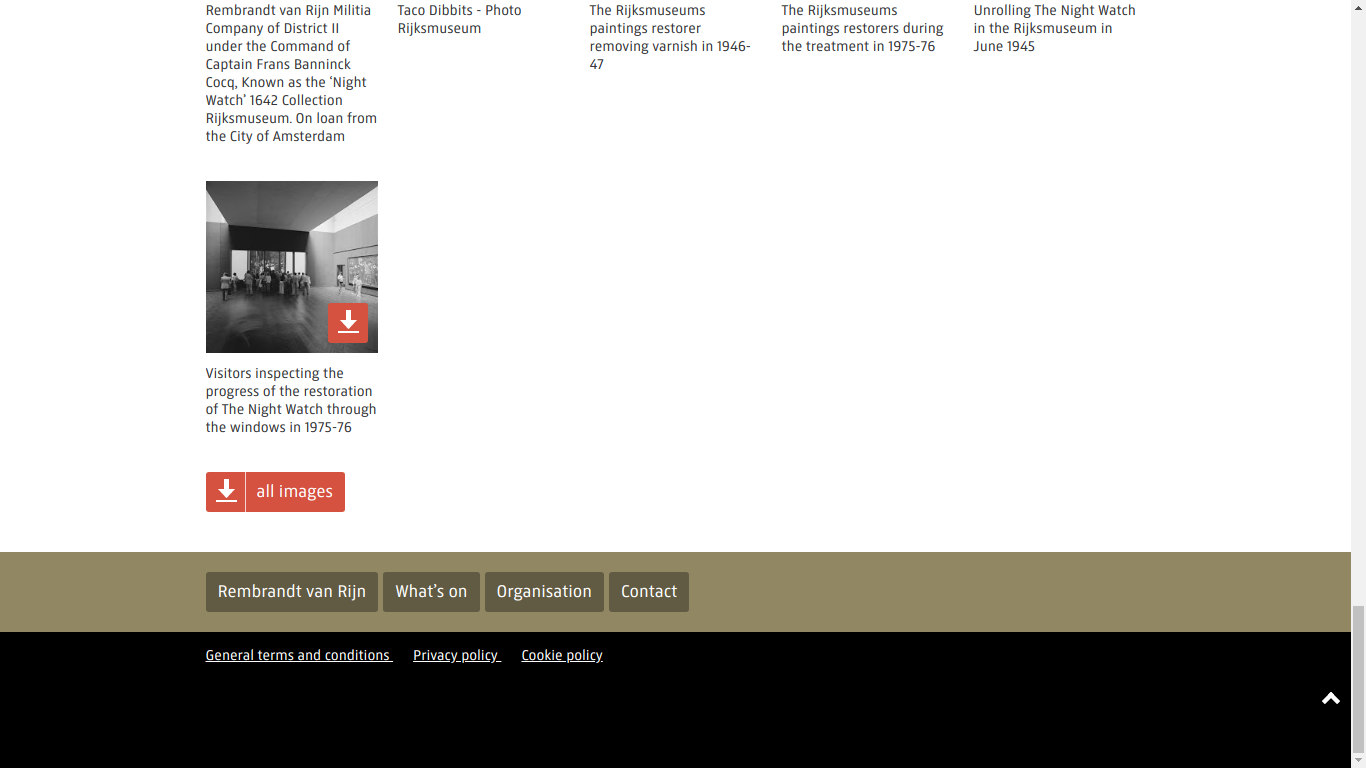 Rembrandt van Rijn Militia
Company of District II
under the Command of
Captain Frans Banninck
Cocq, Known as the ‘Night
Watch’ 1642 Collection
Rijksmuseum. On loan from
the City of Amsterdam
Taco Dibbits - Photo
Rijksmuseum
The Rijksmuseums
paintings restorer
removing varnish in 1946-
47
The Rijksmuseums
paintings restorers during
the treatment in 1975-76
Unrolling The Night Watch
in the Rijksmuseum in
June 1945
Visitors inspecting the
progress of the restoration
of The Night Watch through
the windows in 1975-76
all images
Rembrandt van Rijn
What’s on
Organisation
Contact
General terms and conditions
Privacy policy
Cookie policy